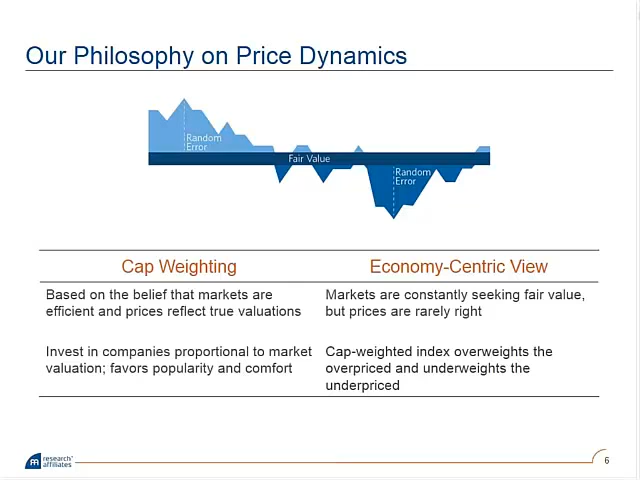 Our Philosophy on Price Dynamics
Random
Error
Fair Value
Random
Error
Cap Weighting
Economy-Centric View
Based on the belief that markets are
efficient and prices reflect true valuations
Markets are constantly seeking fair value,
but prices are rarely right
Invest in companies proportional to market
valuation; favors popularity and comfort
Cap-weighted index overweights the
overpriced and underweights the
underpriced
RA
research
affiliates
6